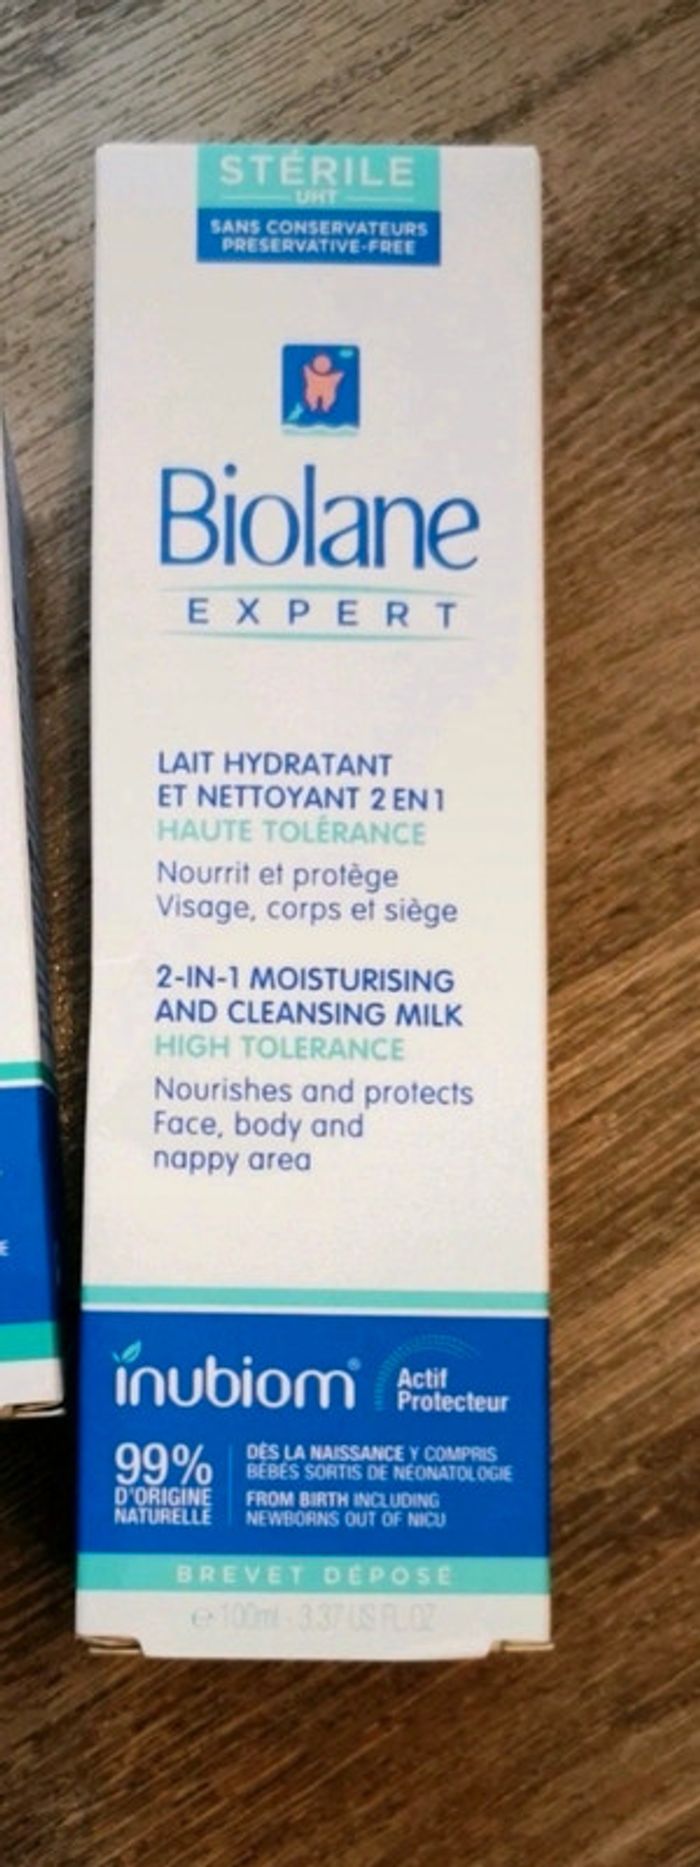 STÉRILE
UHT
SANS CONSERVATEURS
PRESERVATIVE-FREE
Biolane
EXPERT
LAIT HYDRATANT
ET NETTOYANT 2 EN 1
HAUTE TOLÉRANCE
Nourrit et protège
Visage, corps et siège
2-IN-1 MOISTURISING
AND CLEANSING MILK
HIGH TOLERANCE
Nourishes and protects
Face, body and
nappy area
inubiom®
Actif
Protecteur
99%
D'ORIGINE
NATURELLE
DÈS LA NAISSANCE Y COMPRIS
BÉBÉS SORTIS DE NÉONATOLOGIE
FROM BIRTH INCLUDING
NEWBORNS OUT OF NICU
BREVET DÉPOSÉ
e 100ml - 3.37 US FL.OZ